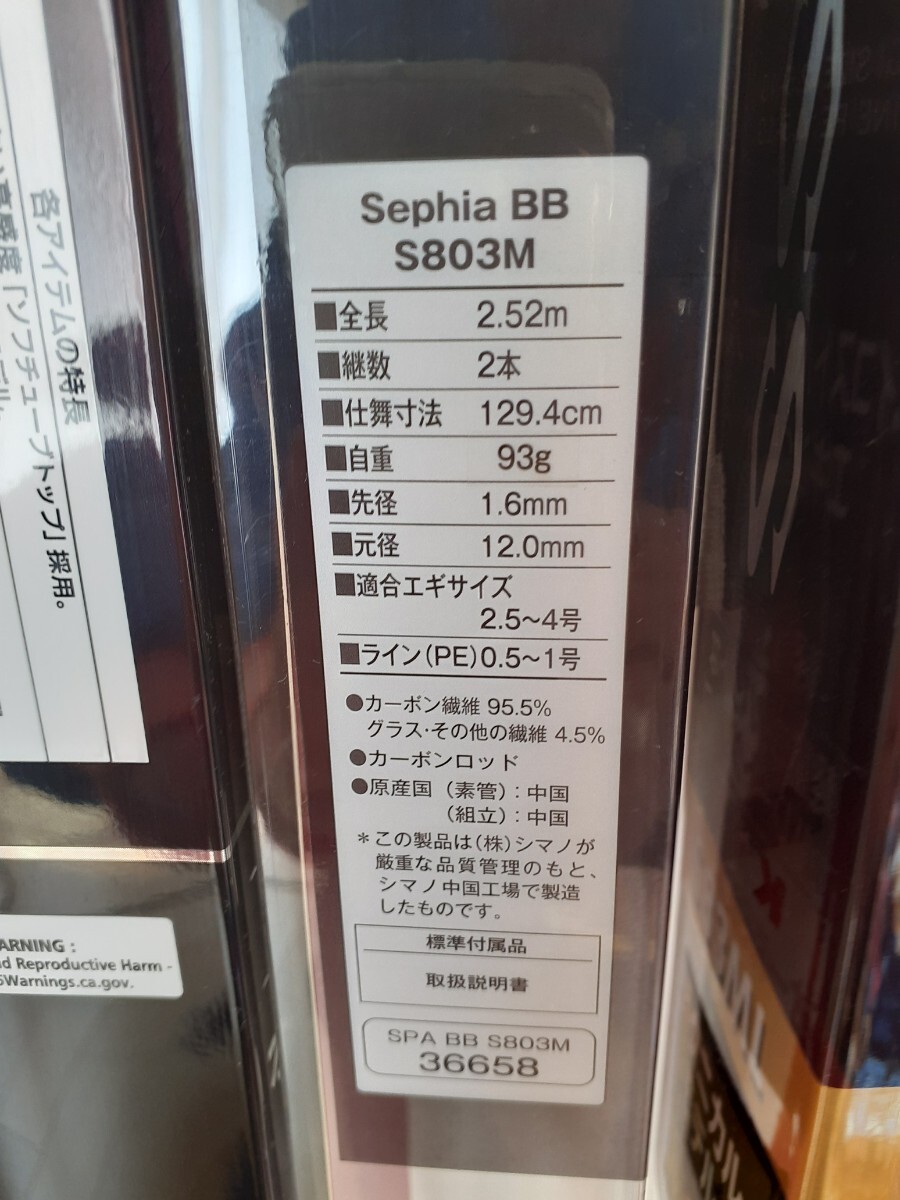 各アイテムの特長
高感度「ソフチューブトップ」採用。
ARNING :
d Reproductive Harm -
Warnings.ca.gov.
Sephia BB
S803M
■全長 2.52m
■継数 2本
■仕舞寸法 129.4cm
■自重 93g
■先径 1.6mm
■元径 12.0mm
■適合エギサイズ
2.5～4号
■ライン(PE)0.5～1号
●カーボン繊維 95.5%
グラス・その他の繊維 4.5%
●カーボンロッド
●原産国（素管）：中国
（組立）：中国
＊この製品は(株)シマノが
厳重な品質管理のもと、
シマノ中国工場で製造
したものです。
標準付属品
取扱説明書
SPA BB S803M
36658